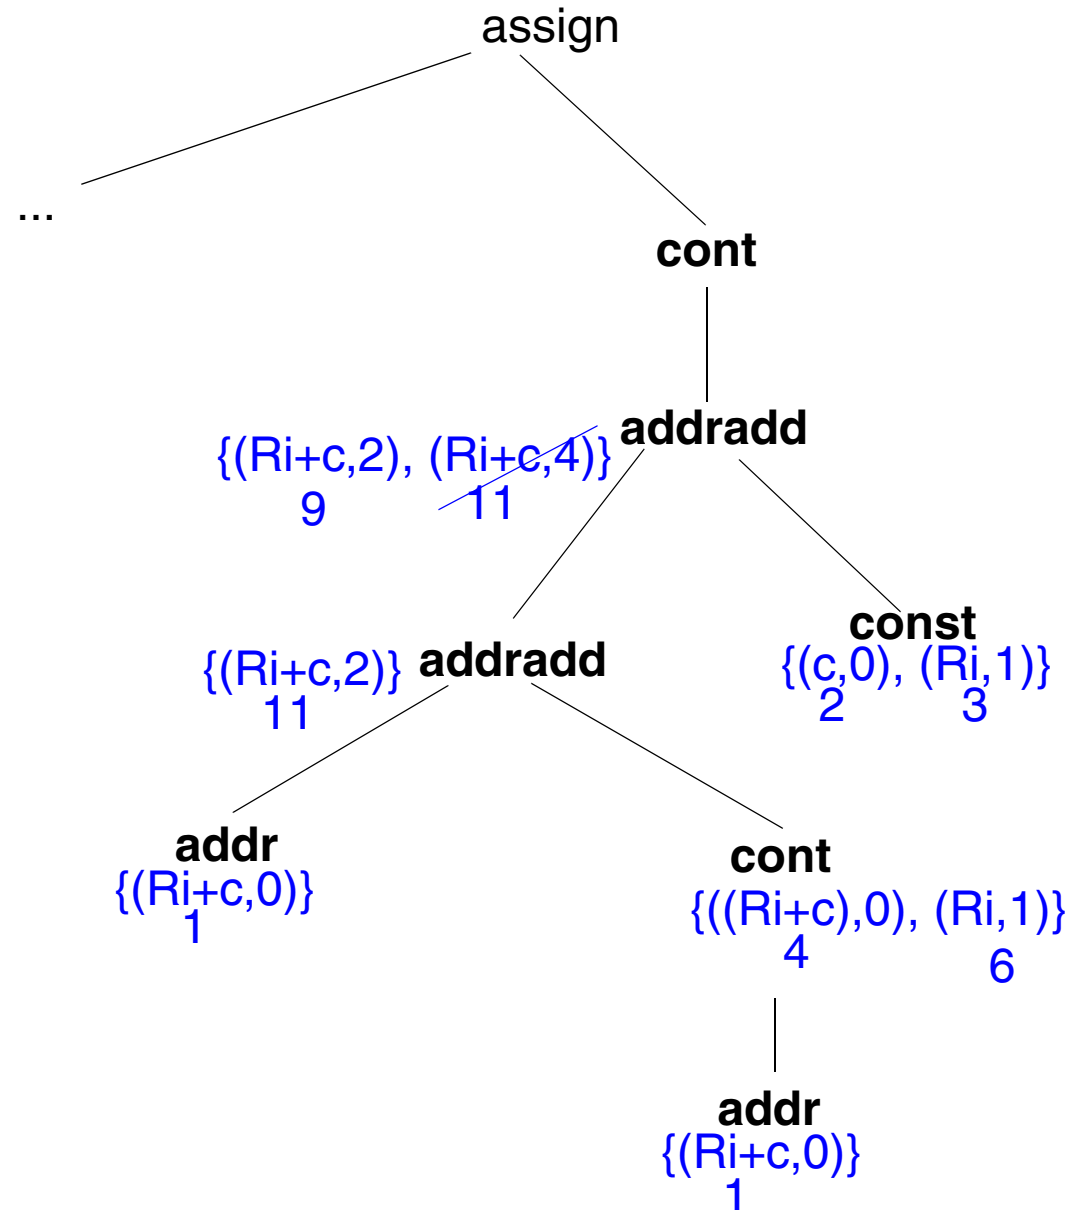 assign
...
cont
addradd
{(Ri+c,2), (Ri+c,4)}
9 11
const
addradd
{(Ri+c,2)}
{(c,0), (Ri,1)}
11
2 3
addr
cont
{(Ri+c,0)}
{((Ri+c),0), (Ri,1)}
1
4 6
addr
{(Ri+c,0)}
1